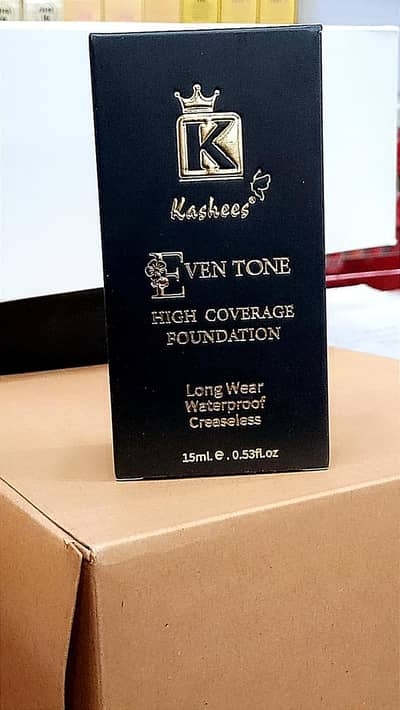 K
Kashees®
EVEN TONE
HIGH COVERAGE
FOUNDATION
Long Wear
Waterproof
Creaseless
15ml. e . 0.53fl.oz